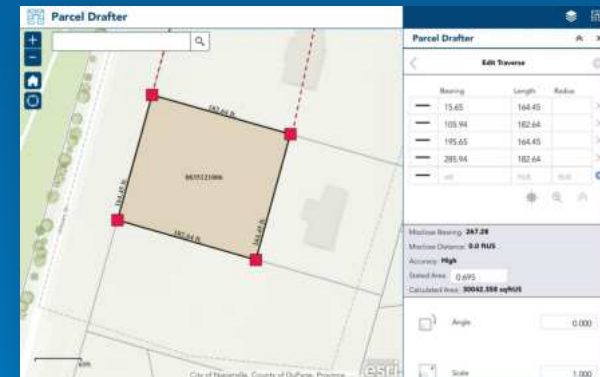 Parcel Drafter
Parcel Drafter
Edit Traverse
Bearing Length Radius
15.65 164.45
105.94 182.64
195.65 164.45
285.94 182.64
N/A
182.64 ft
164.45 ft
0835121006
164.45 ft
182.64 ft
Misclose Bearing: 267.28
Misclose Distance: 0.0 ftUS
Accuracy: High
Stated Area: 0.695
Calculated Area: 30042.358 sqftUS
Angle 0.000
Scale 1.000
City of Naperville, County of DuPage, Province
esri